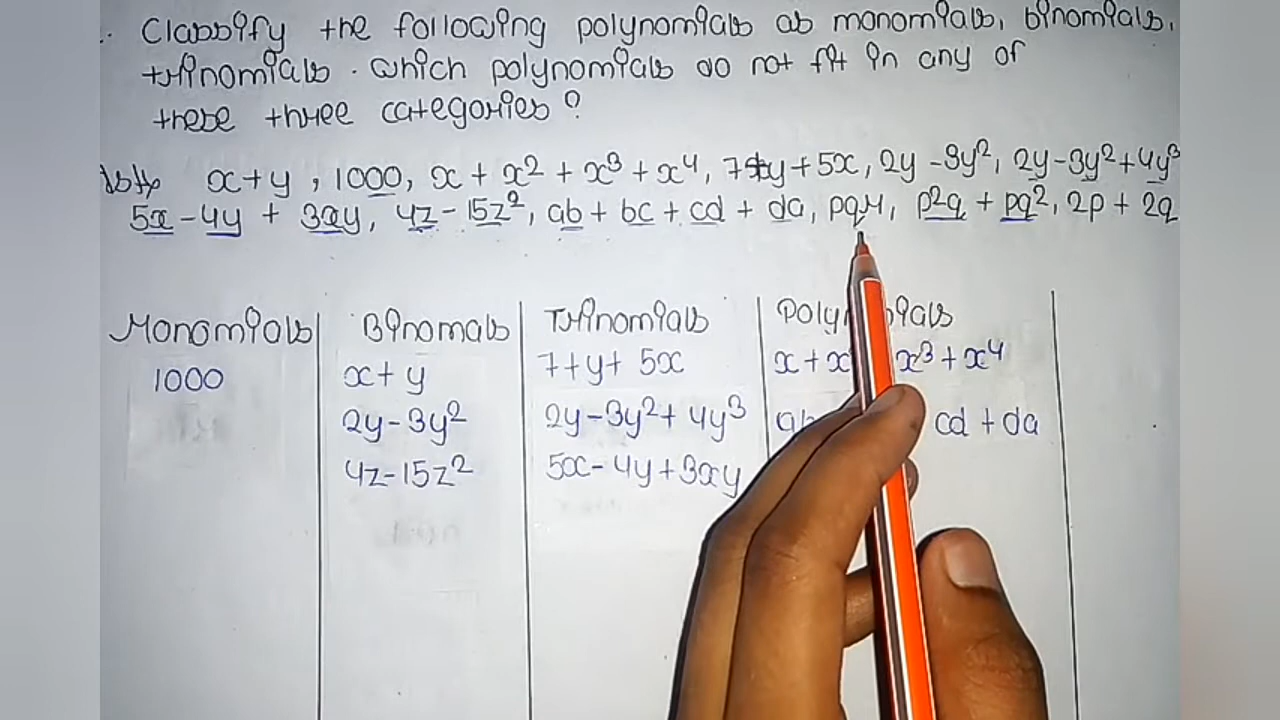 Classify the following polynomials as monomials, binomials,
trinomials. which polynomials do not fit in any of
these three categories?
x+y, 1000, x + x² + x³ + x⁴, 7+y+5x, 2y-3y², 2y-3y²+4y³
5x-4y + 3xy, 4z-15z², ab + bc + cd + da, pqr, p²q + pq², 2p + 2q
Monomials Binomals Trinomials
1000 x+y 7+y+5x x+x x³+x⁴
2y-3y² 2y-3y²+4y³ cd + da
4z-15z² 5x-4y+3xy